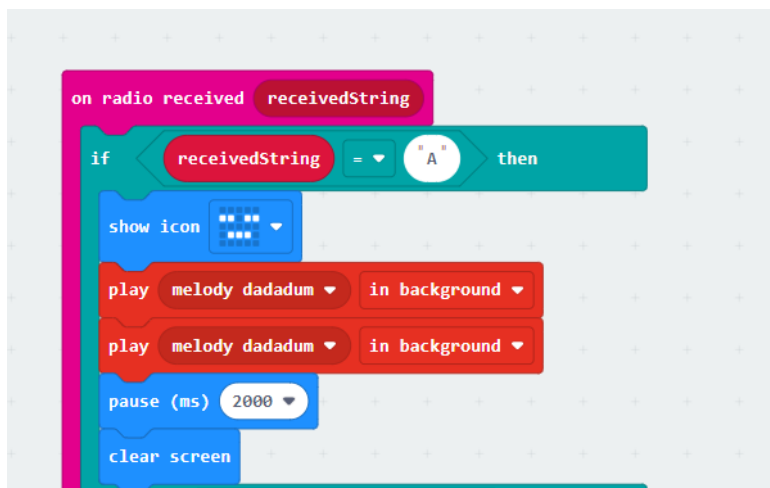 on radio received receivedString
if receivedString = "A" then
show icon
play melody dadadum in background
play melody dadadum in background
pause (ms) 2000
clear screen